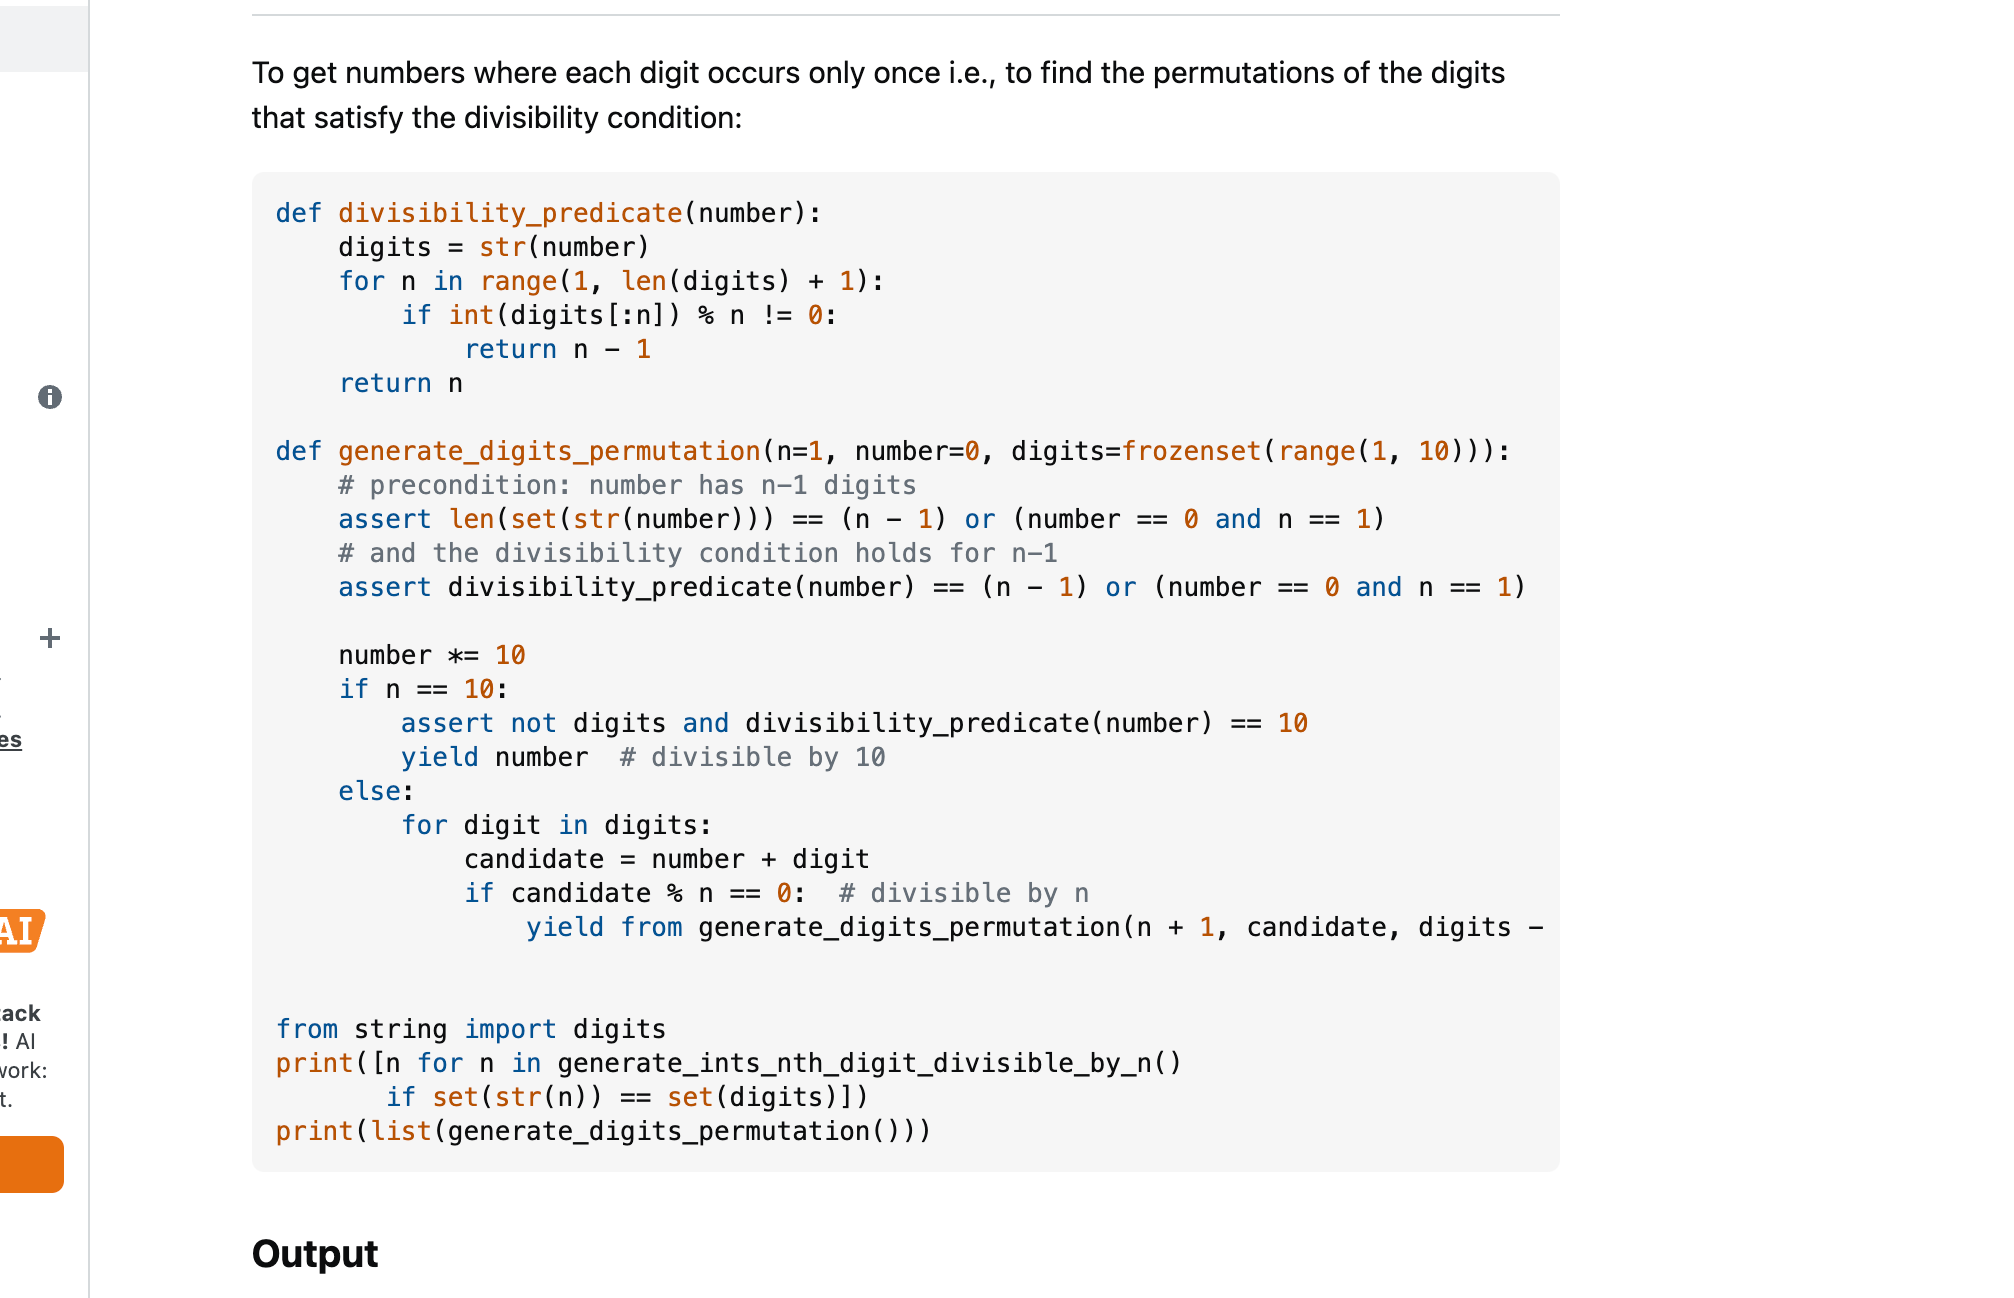 To get numbers where each digit occurs only once i.e., to find the permutations of the digits
that satisfy the divisibility condition:
def divisibility_predicate(number):
    digits = str(number)
    for n in range(1, len(digits) + 1):
        if int(digits[:n]) % n != 0:
            return n - 1
    return n
def generate_digits_permutation(n=1, number=0, digits=frozenset(range(1, 10))):
    # precondition: number has n-1 digits
    assert len(set(str(number))) == (n - 1) or (number == 0 and n == 1)
    # and the divisibility condition holds for n-1
    assert divisibility_predicate(number) == (n - 1) or (number == 0 and n == 1)
    number *= 10
    if n == 10:
        assert not digits and divisibility_predicate(number) == 10
        yield number  # divisible by 10
    else:
        for digit in digits:
            candidate = number + digit
            if candidate % n == 0:  # divisible by n
                yield from generate_digits_permutation(n + 1, candidate, digits -
from string import digits
print([n for n in generate_ints_nth_digit_divisible_by_n()
       if set(str(n)) == set(digits)])
print(list(generate_digits_permutation()))
Output
+
es
AI
tack
! AI
work:
t.